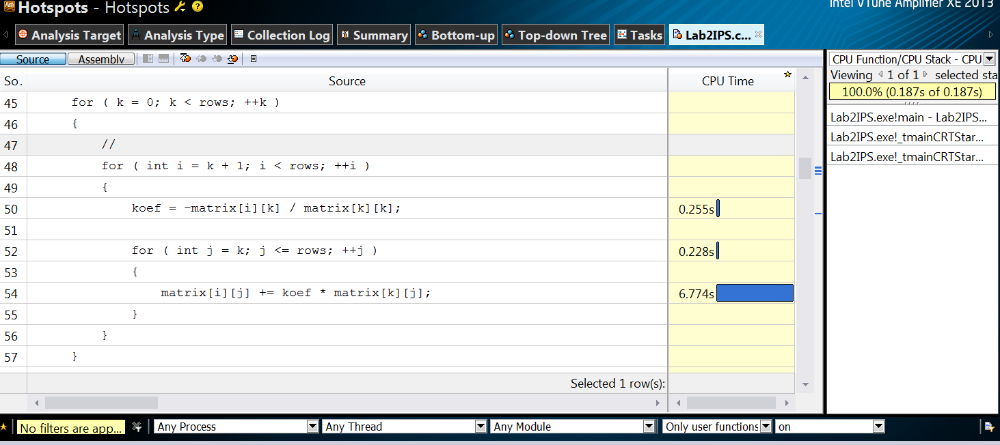 Hotspots - Hotspots
Intel VTune Amplifier XE 2013
Analysis Target Analysis Type Collection Log Summary Bottom-up Top-down Tree Tasks Lab2IPS.c...
Source Assembly
CPU Function/CPU Stack - CPU
Viewing 1 of 1 selected sta
100.0% (0.187s of 0.187s)
Lab2IPS.exe!main - Lab2IPS...
Lab2IPS.exe!_tmainCRTStar...
Lab2IPS.exe!_tmainCRTStar...
So. Source CPU Time
45 for ( k = 0; k < rows; ++k )
46 {
47 //
48 for ( int i = k + 1; i < rows; ++i )
49 {
50 koef = -matrix[i][k] / matrix[k][k]; 0.255s
51
52 for ( int j = k; j <= rows; ++j ) 0.228s
53 {
54 matrix[i][j] += koef * matrix[k][j]; 6.774s
55 }
56 }
57 }
Selected 1 row(s):
No filters are app... Any Process Any Thread Any Module Only user functions on